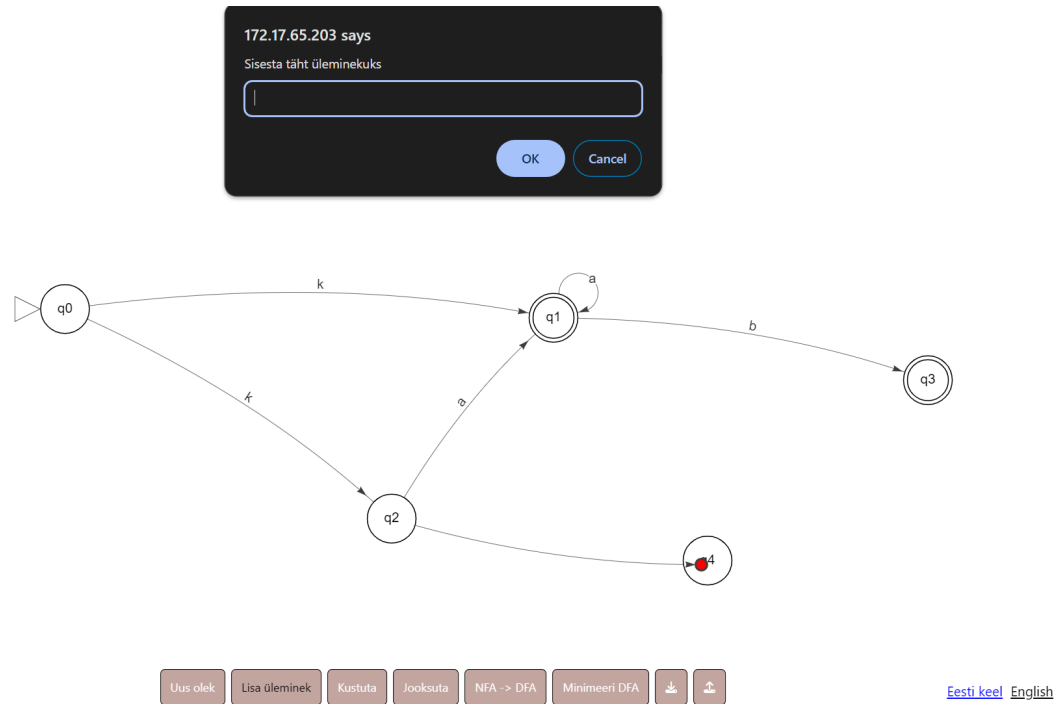 172.17.65.203 says
Sisesta täht üleminekuks
OK Cancel
a
k
q0
q1
b
q3
k
a
q2
Uus olek Lisa üleminek Kustuta Jooksuta NFA -> DFA Minimeeri DFA
Eesti keel English